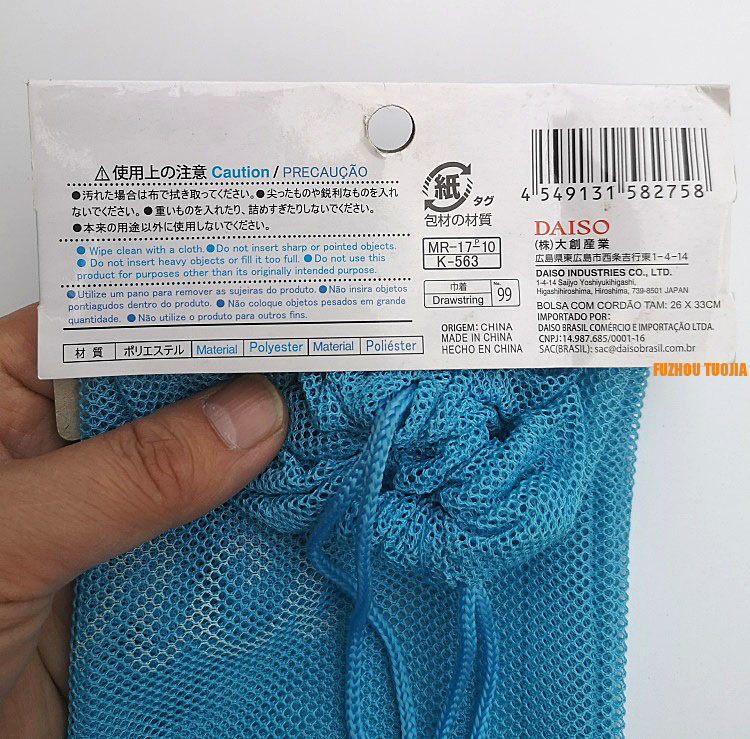 ⚠使用上の注意 Caution / PRECAUÇÃO
●汚れた場合は布で拭き取ってください。●尖ったものや鋭利なものを入れ
ないでください。●重いものを入れたり、詰めすぎたりしないでください。
●本来の用途以外に使用しないでください。
● Wipe clean with a cloth. ● Do not insert sharp or pointed objects.
● Do not insert heavy objects or fill it too full. ● Do not use this
product for purposes other than its originally intended purpose.
● Utilize um pano para remover as sujeiras do produto. ● Não insira objetos
pontiagudos dentro do produto. ● Não coloque objetos pesados em grande
quantidade. ● Não utilize o produto para outros fins.
材質 ポリエステル Material Polyester Material Poliéster
紙 タグ
包材の材質
MR-17-P-10
K-563
巾着
Drawstring No. 99
ORIGEM: CHINA
MADE IN CHINA
HECHO EN CHINA
4 549131 582758
DAISO
(株)大創産業
広島県東広島市西条吉行東1-4-14
DAISO INDUSTRIES CO., LTD.
1-4-14 Saijyo Yoshiyukihigashi,
Higashihiroshima, Hiroshima, 739-8501 JAPAN
BOLSA COM CORDÃO TAM: 26 X 33CM
IMPORTADO POR:
DAISO BRASIL COMÉRCIO E IMPORTAÇÃO LTDA.
CNPJ:14.987.685/0001-16
SAC(BRASIL): sac@daisobrasil.com.br
FUZHOU TUOJIA